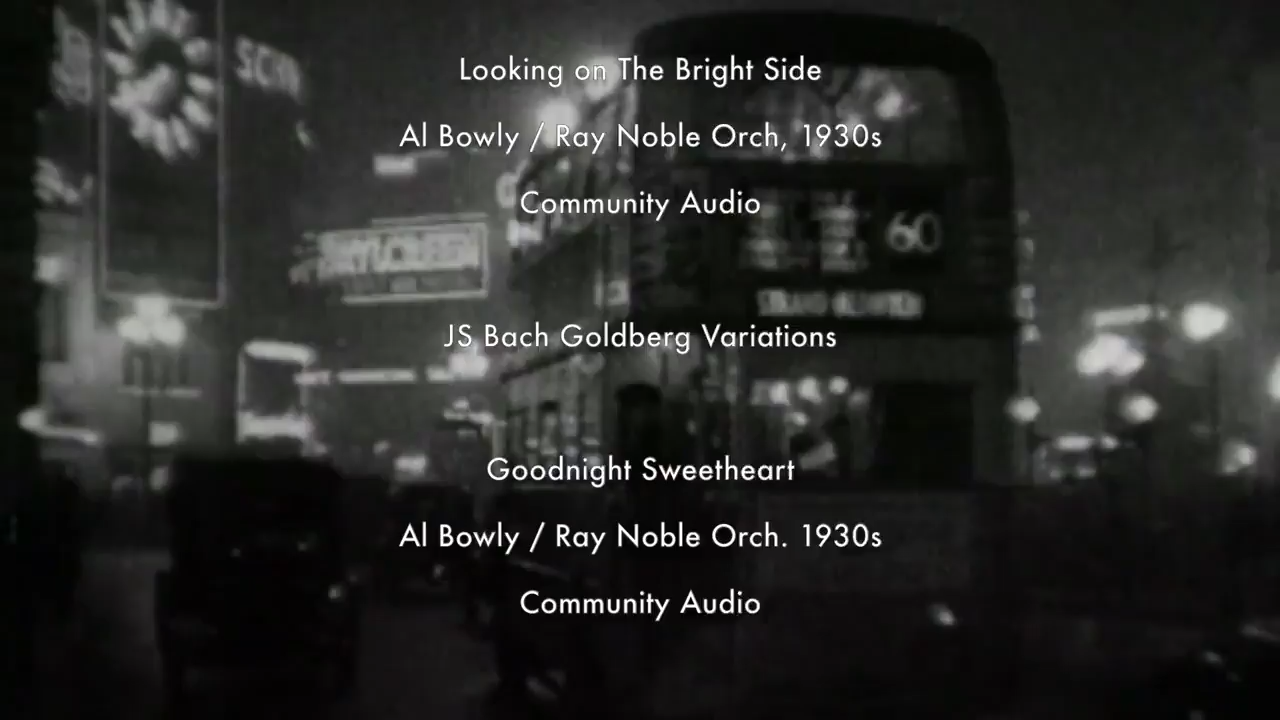 Looking on The Bright Side
Al Bowly / Ray Noble Orch, 1930s
Community Audio
60
JS Bach Goldberg Variations
Goodnight Sweetheart
Al Bowly / Ray Noble Orch. 1930s
Community Audio